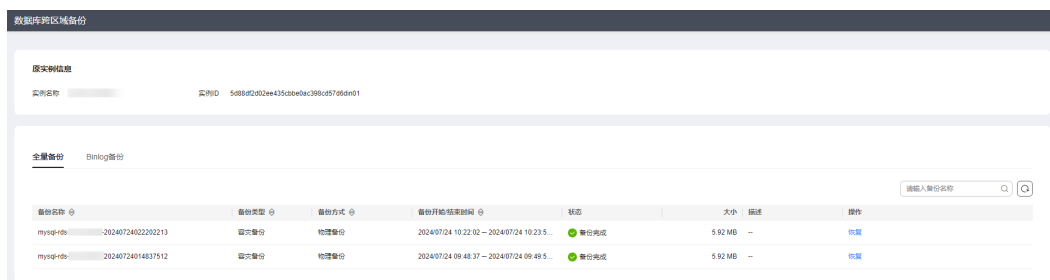 数据库跨区域备份
原实例信息
实例名称 实例ID 5d88df2d02ee435cbbe0ac398cd57d6din01
全量备份 Binlog备份
请输入备份名称
备份名称 备份类型 备份方式 备份开始/结束时间 状态 大小 描述 操作
mysql-rds- -20240724022202213 容灾备份 物理备份 2024/07/24 10:22:02 – 2024/07/24 10:23:5... 备份完成 5.92 MB -- 恢复
mysql-rds- 20240724014837512 容灾备份 物理备份 2024/07/24 09:48:37 – 2024/07/24 09:49:5... 备份完成 5.92 MB -- 恢复